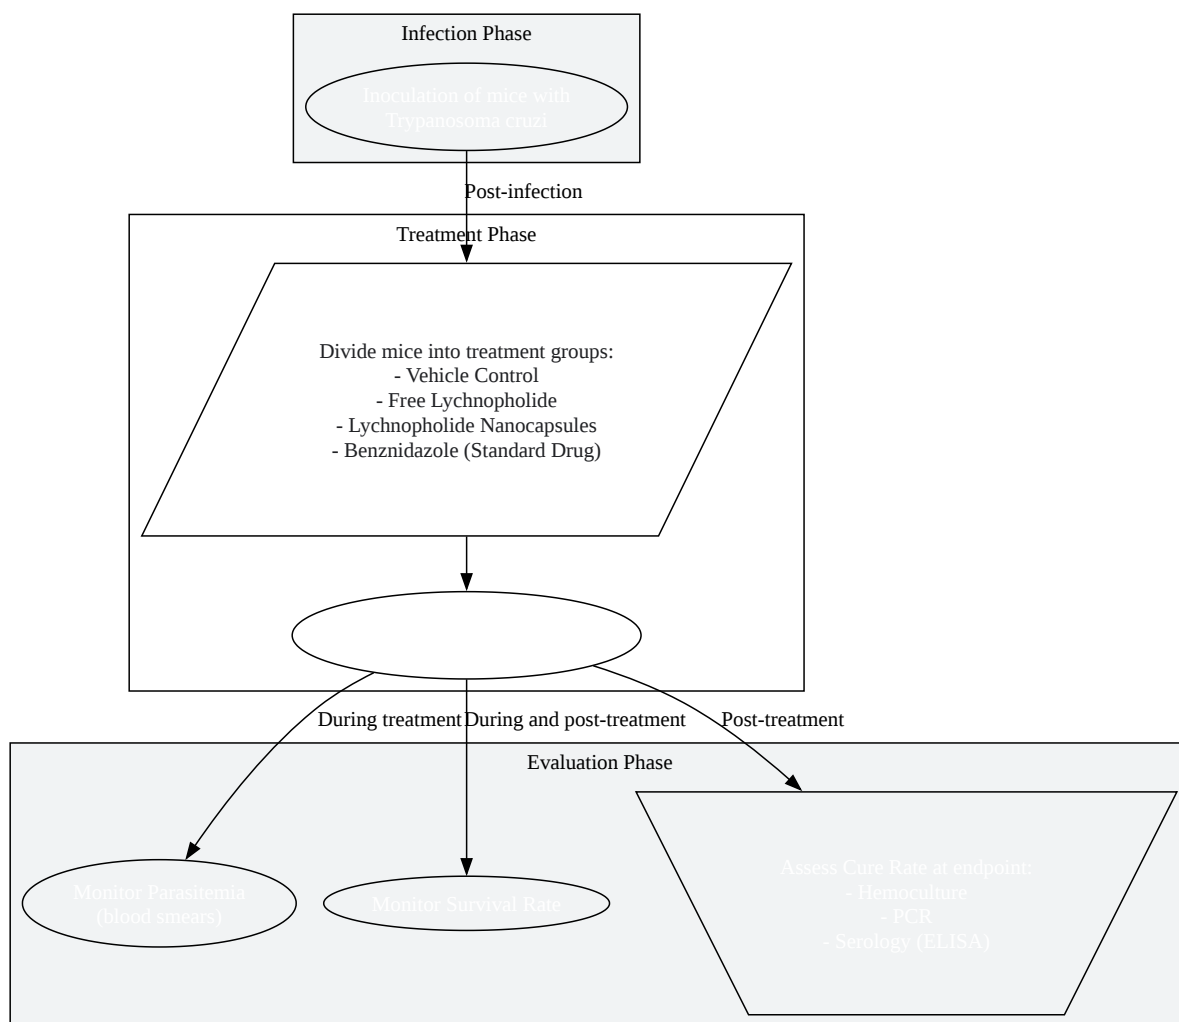 Infection Phase
Inoculation of mice with
Trypanosoma cruzi
Post-infection
Treatment Phase
Divide mice into treatment groups:
- Vehicle Control
- Free Lychnopholide
- Lychnopholide Nanocapsules
- Benznidazole (Standard Drug)
During treatment
During and post-treatment
Post-treatment
Evaluation Phase
Monitor Parasitemia
(blood smears)
Monitor Survival Rate
Assess Cure Rate at endpoint:
- Hemoculture
- PCR
- Serology (ELISA)